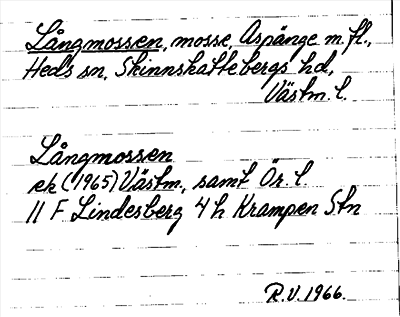 Långmossen, mosse, Aspänge m.fl.,
Heds sn, Skinnskattebergs hd,
Västm. l.
Långmossen
ek (1965) Västm., samt Ör. l.
11 F Lindesberg 4 h Krampen Stn
R.V. 1966.